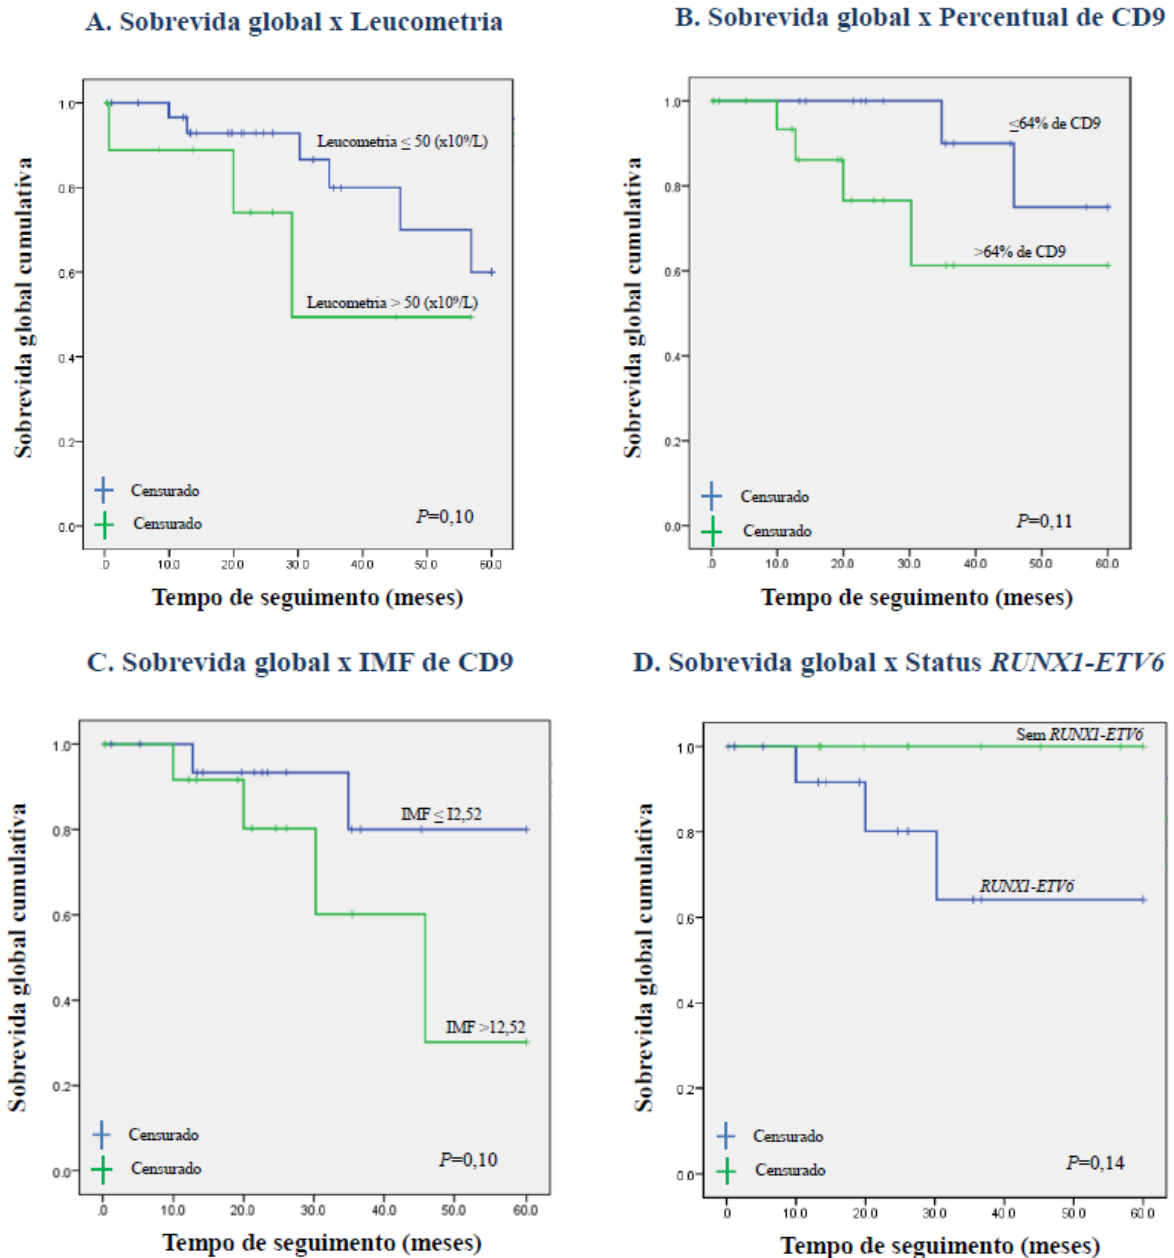 A. Sobrevida global x Leucometria
Sobrevida global cumulativa
1.0
0.8
0.6
0.4
0.2
0.0
Leucometria ≤ 50 (x10⁹/L)
Leucometria > 50 (x10⁹/L)
Censurado
Censurado
P=0,10
.0 10.0 20.0 30.0 40.0 50.0 60.0
Tempo de seguimento (meses)
B. Sobrevida global x Percentual de CD9
Sobrevida global cumulativa
1.0
0.8
0.6
0.4
0.2
0.0
≤64% de CD9
>64% de CD9
Censurado
Censurado
P=0,11
.0 10.0 20.0 30.0 40.0 50.0 60.0
Tempo de seguimento (meses)
C. Sobrevida global x IMF de CD9
Sobrevida global cumulativa
1.0
0.8
0.6
0.4
0.2
0.0
IMF ≤ I2,52
IMF >12,52
Censurado
Censurado
P=0,10
.0 10.0 20.0 30.0 40.0 50.0 60.0
Tempo de seguimento (meses)
D. Sobrevida global x Status RUNX1-ETV6
Sobrevida global cumulativa
1.0
0.8
0.6
0.4
0.2
0.0
Sem RUNX1-ETV6
RUNX1-ETV6
Censurado
Censurado
P=0,14
.0 10.0 20.0 30.0 40.0 50.0 60.0
Tempo de seguimento (meses)